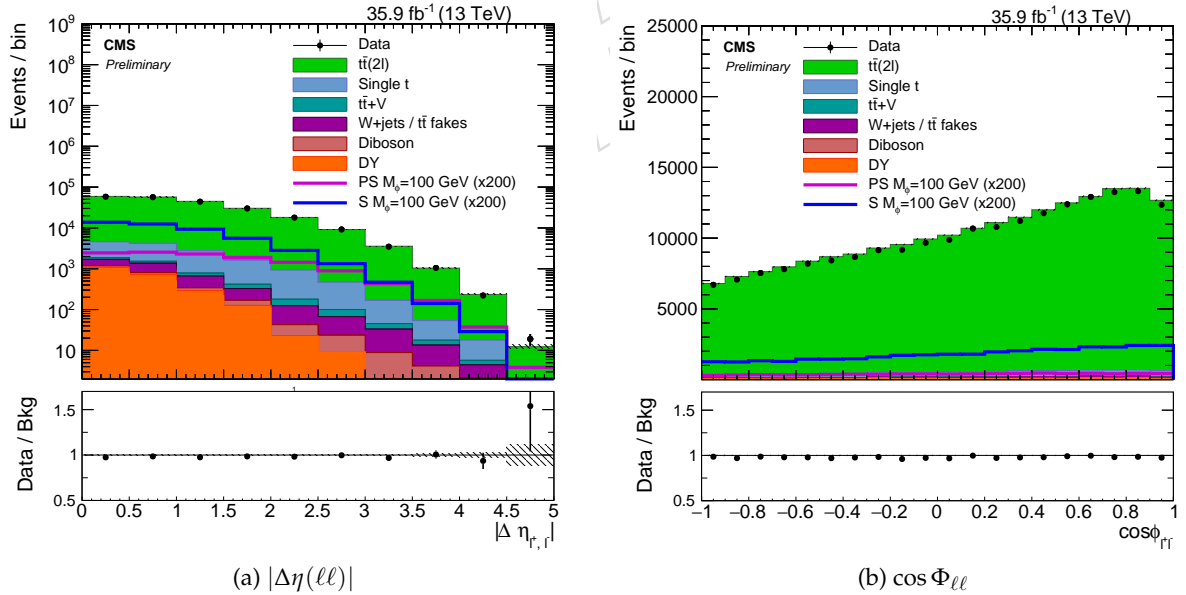 35.9 fb⁻¹ (13 TeV)
Events / bin
10⁹
10⁸
10⁷
10⁶
10⁵
10⁴
10³
10²
10
CMS
Preliminary
Data
tt̄(2l)
Single t
tt̄+V
W+jets / tt̄ fakes
Diboson
DY
PS M_ϕ=100 GeV (x200)
S M_ϕ=100 GeV (x200)
Data / Bkg
1.5
1
0.5
0 0.5 1 1.5 2 2.5 3 3.5 4 4.5 5
|Δ η_{l⁺, l⁻}|
(a) |Δη(ℓℓ)|
35.9 fb⁻¹ (13 TeV)
Events / bin
25000
20000
15000
10000
5000
CMS
Preliminary
Data
tt̄(2l)
Single t
tt̄+V
W+jets / tt̄ fakes
Diboson
DY
PS M_ϕ=100 GeV (x200)
S M_ϕ=100 GeV (x200)
Data / Bkg
1.5
1
0.5
−1 −0.8 −0.6 −0.4 −0.2 0 0.2 0.4 0.6 0.8 1
cosϕ_{l⁺l⁻}
(b) cos Φ_{ℓℓ}